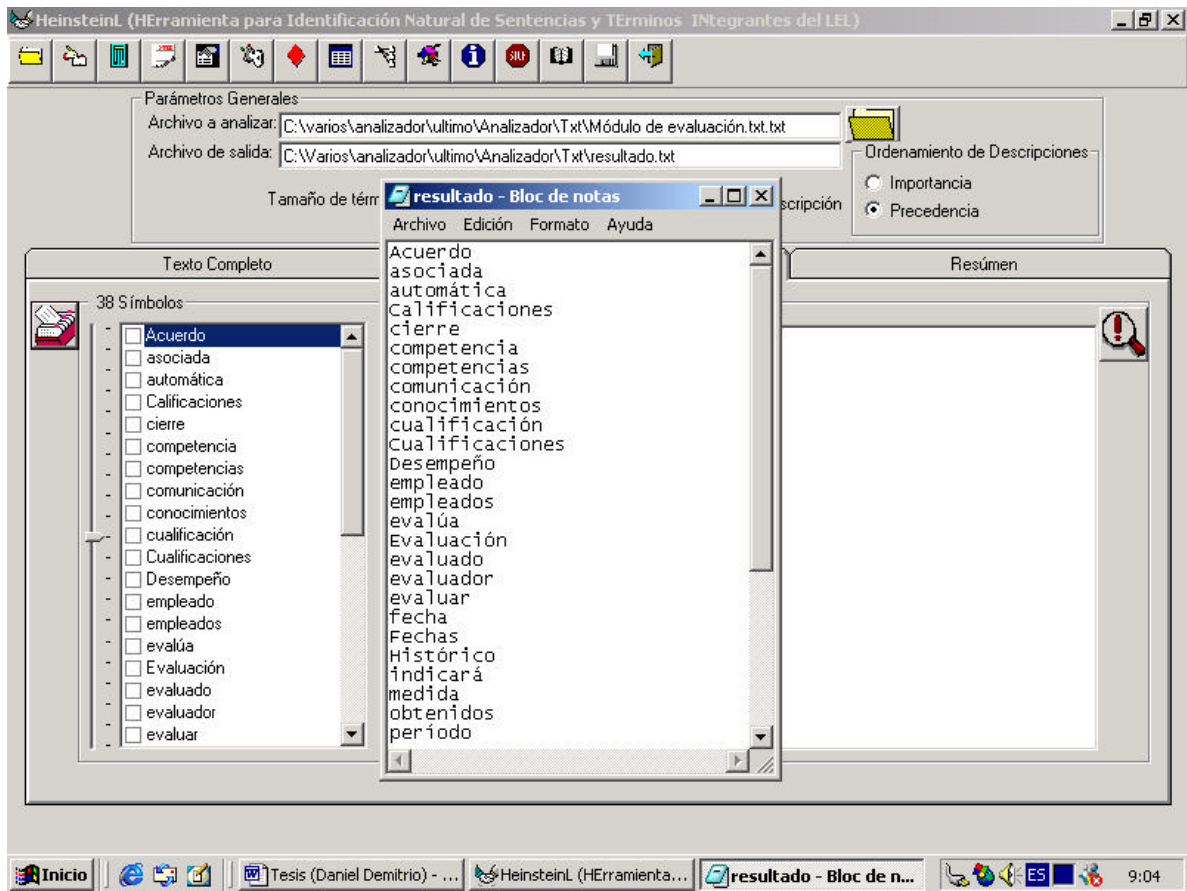 HeinsteinL (HErramienta para Identificación Natural de Sentencias y TErminos INtegrantes del LEL)
Parámetros Generales
Archivo a analizar: C:\varios\analizador\ultimo\Analizador\Txt\Módulo de evaluación.txt.txt
Archivo de salida: C:\Varios\analizador\ultimo\Analizador\Txt\resultado.txt
Ordenamiento de Descripciones
Importancia
Precedencia
Tamaño de térm
scripción
Texto Completo
Resúmen
38 Símbolos
Acuerdo
asociada
automática
Calificaciones
cierre
competencia
competencias
comunicación
conocimientos
cualificación
Cualificaciones
Desempeño
empleado
empleados
evalúa
Evaluación
evaluado
evaluador
evaluar
resultado - Bloc de notas
Archivo Edición Formato Ayuda
Acuerdo
asociada
automática
Calificaciones
cierre
competencia
competencias
comunicación
conocimientos
cualificación
Cualificaciones
Desempeño
empleado
empleados
evalúa
Evaluación
evaluado
evaluador
evaluar
fecha
Fechas
Histórico
indicará
medida
obtenidos
período
Inicio
Tesis (Daniel Demitrio) - ...
HeinsteinL (HErramienta...
resultado - Bloc de n...
ES
9:04